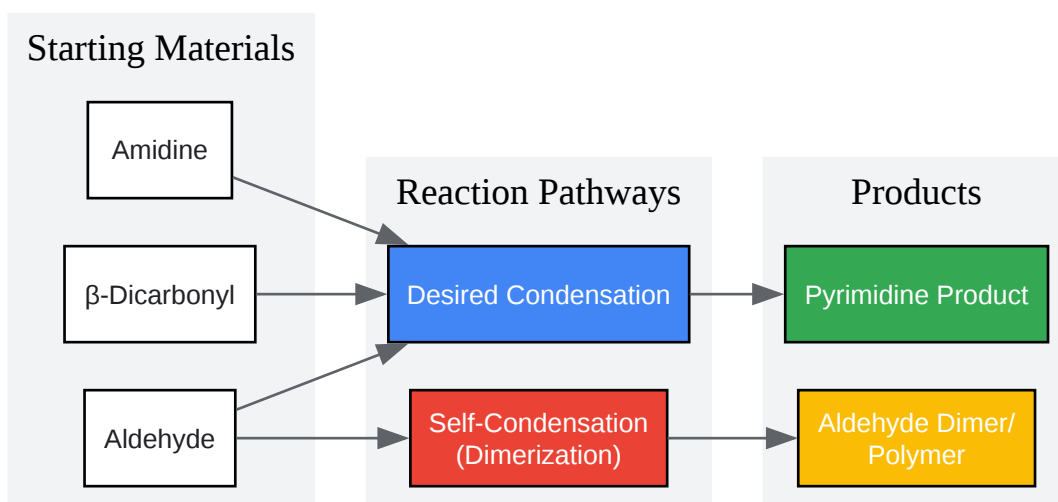 Starting Materials
Amidine
β-Dicarbonyl
Aldehyde
Reaction Pathways
Desired Condensation
Self-Condensation
(Dimerization)
Products
Pyrimidine Product
Aldehyde Dimer/
Polymer